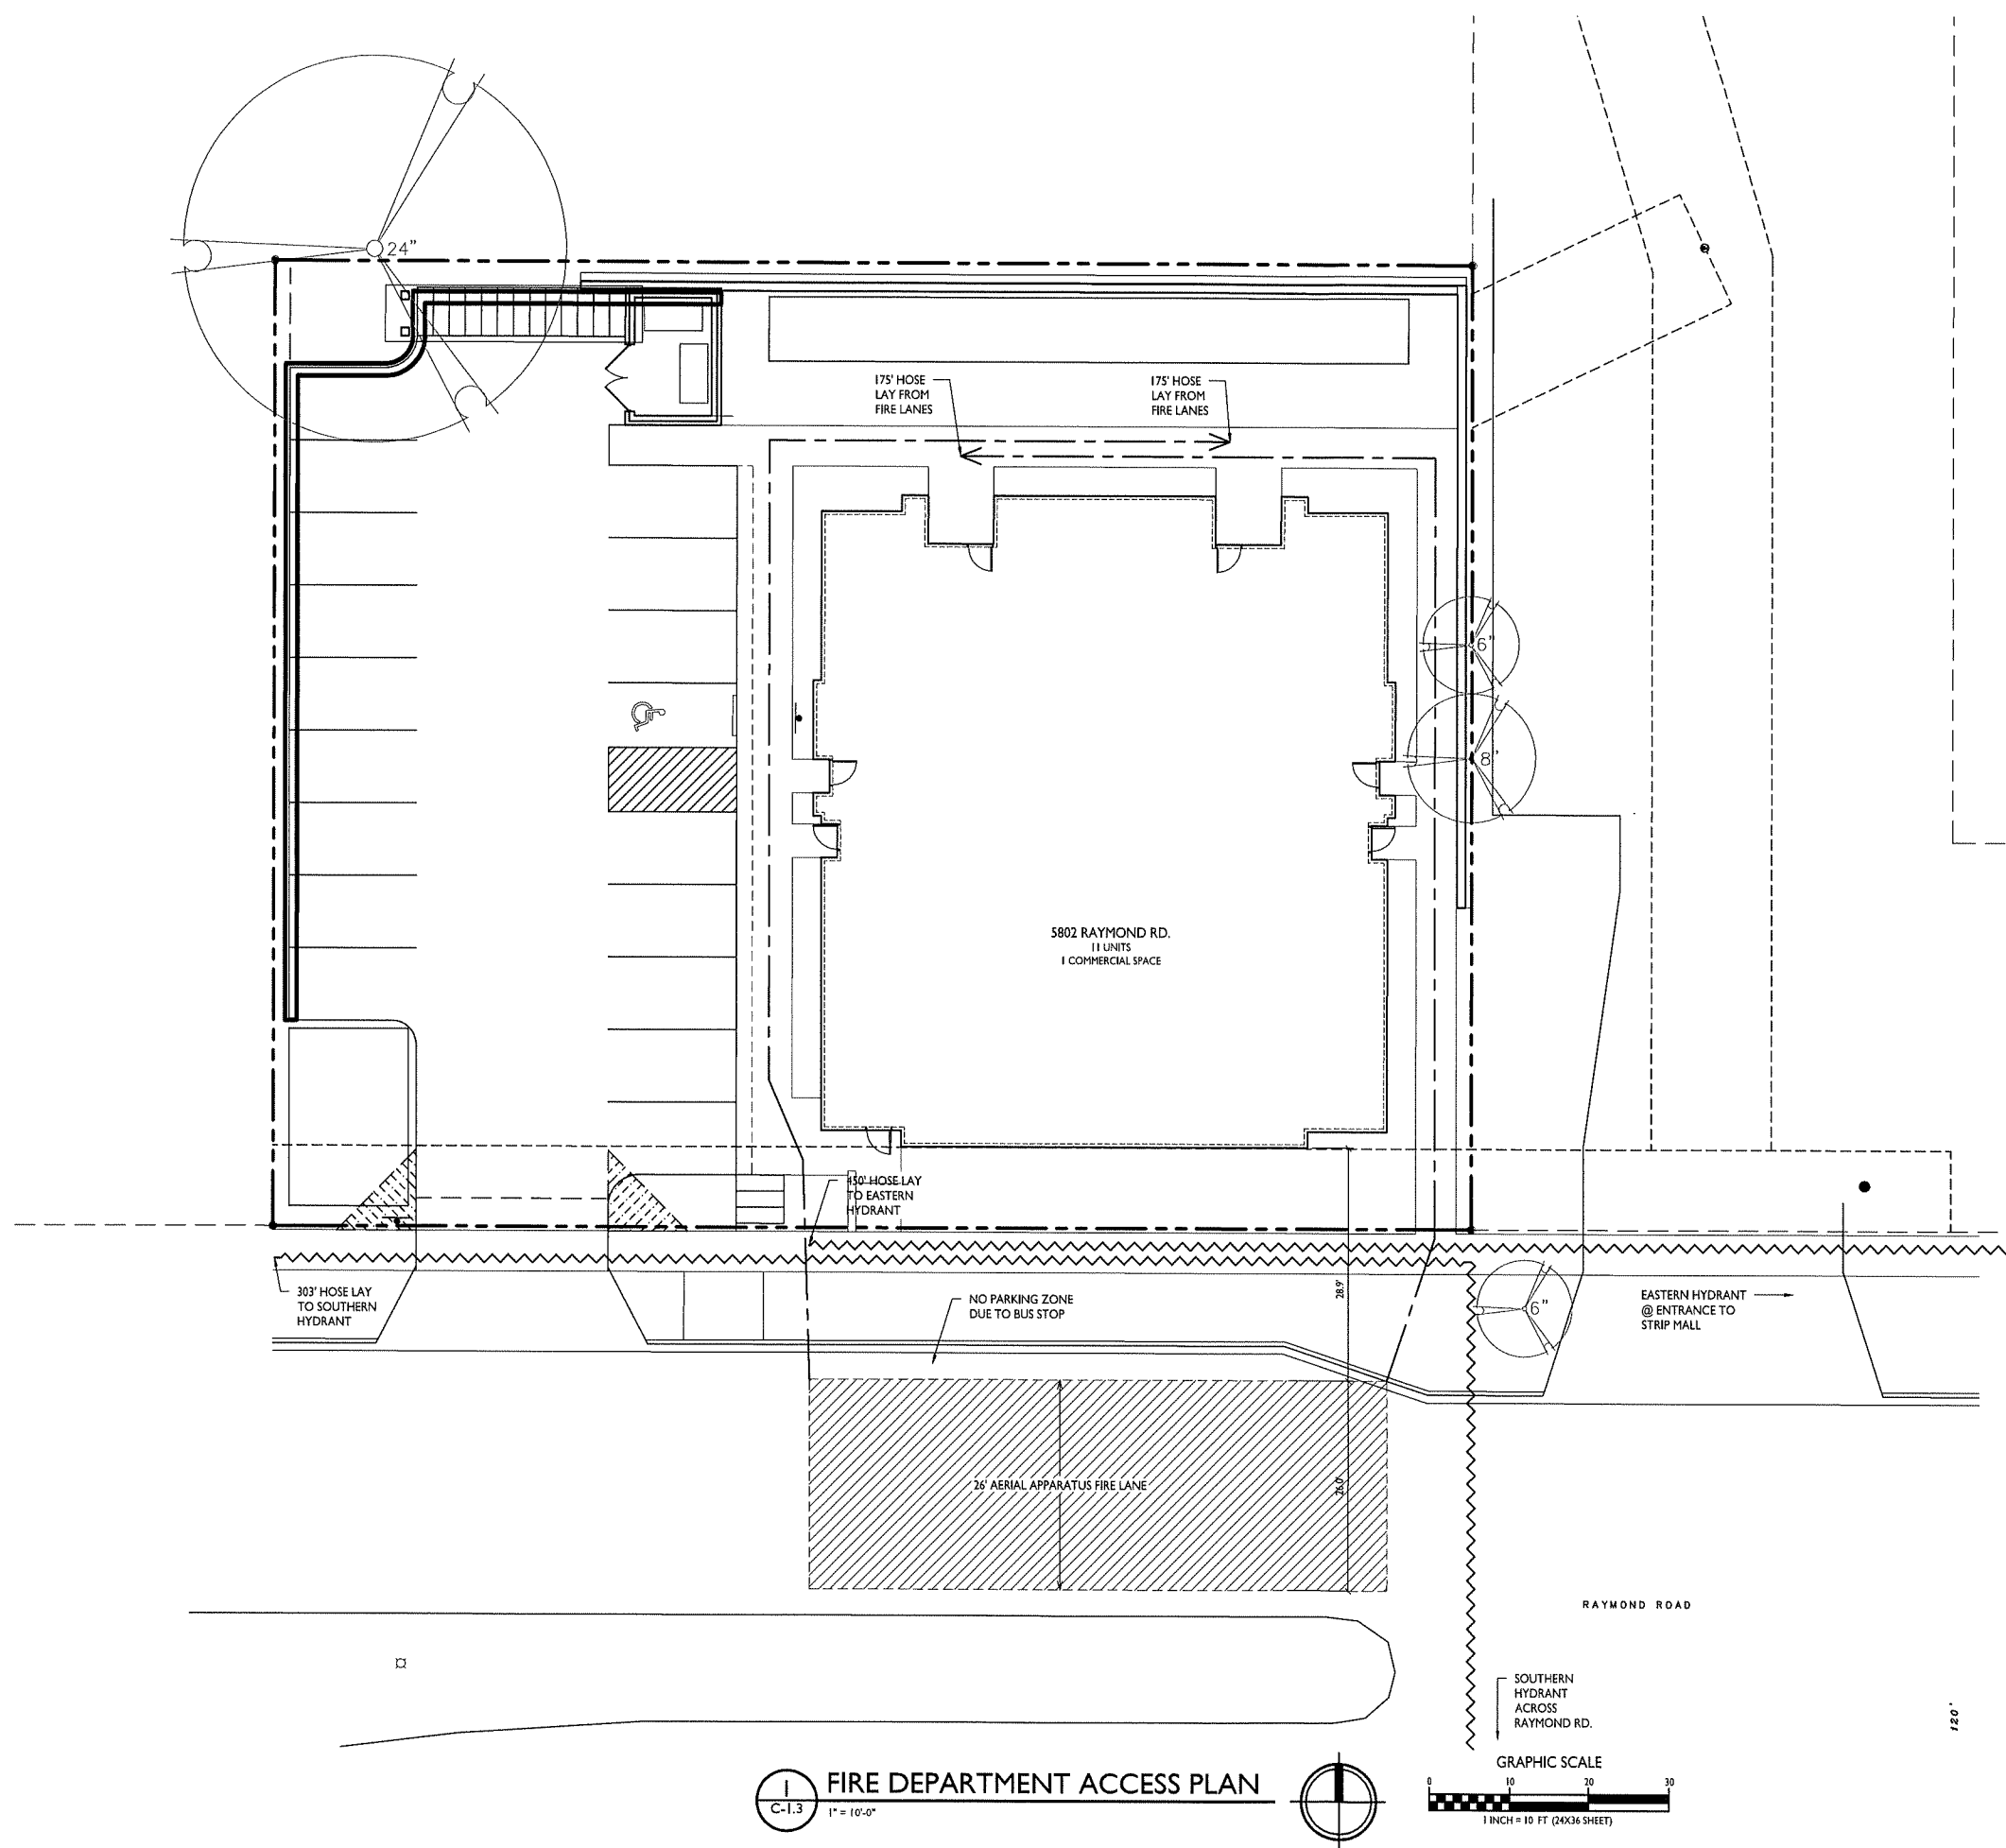 24"
175' HOSE
LAY FROM
FIRE LANES
175' HOSE
LAY FROM
FIRE LANES
6"
8"
5802 RAYMOND RD.
11 UNITS
1 COMMERCIAL SPACE
450' HOSE LAY
TO EASTERN
HYDRANT
303' HOSE LAY
TO SOUTHERN
HYDRANT
NO PARKING ZONE
DUE TO BUS STOP
28.9'
6"
EASTERN HYDRANT
@ ENTRANCE TO
STRIP MALL
26' AERIAL APPARATUS FIRE LANE
26.0'
RAYMOND ROAD
SOUTHERN
HYDRANT
ACROSS
RAYMOND RD.
120'
1
C-1.3
FIRE DEPARTMENT ACCESS PLAN
1" = 10'-0"
GRAPHIC SCALE
0 10 20 30
1 INCH = 10 FT (24X36 SHEET)